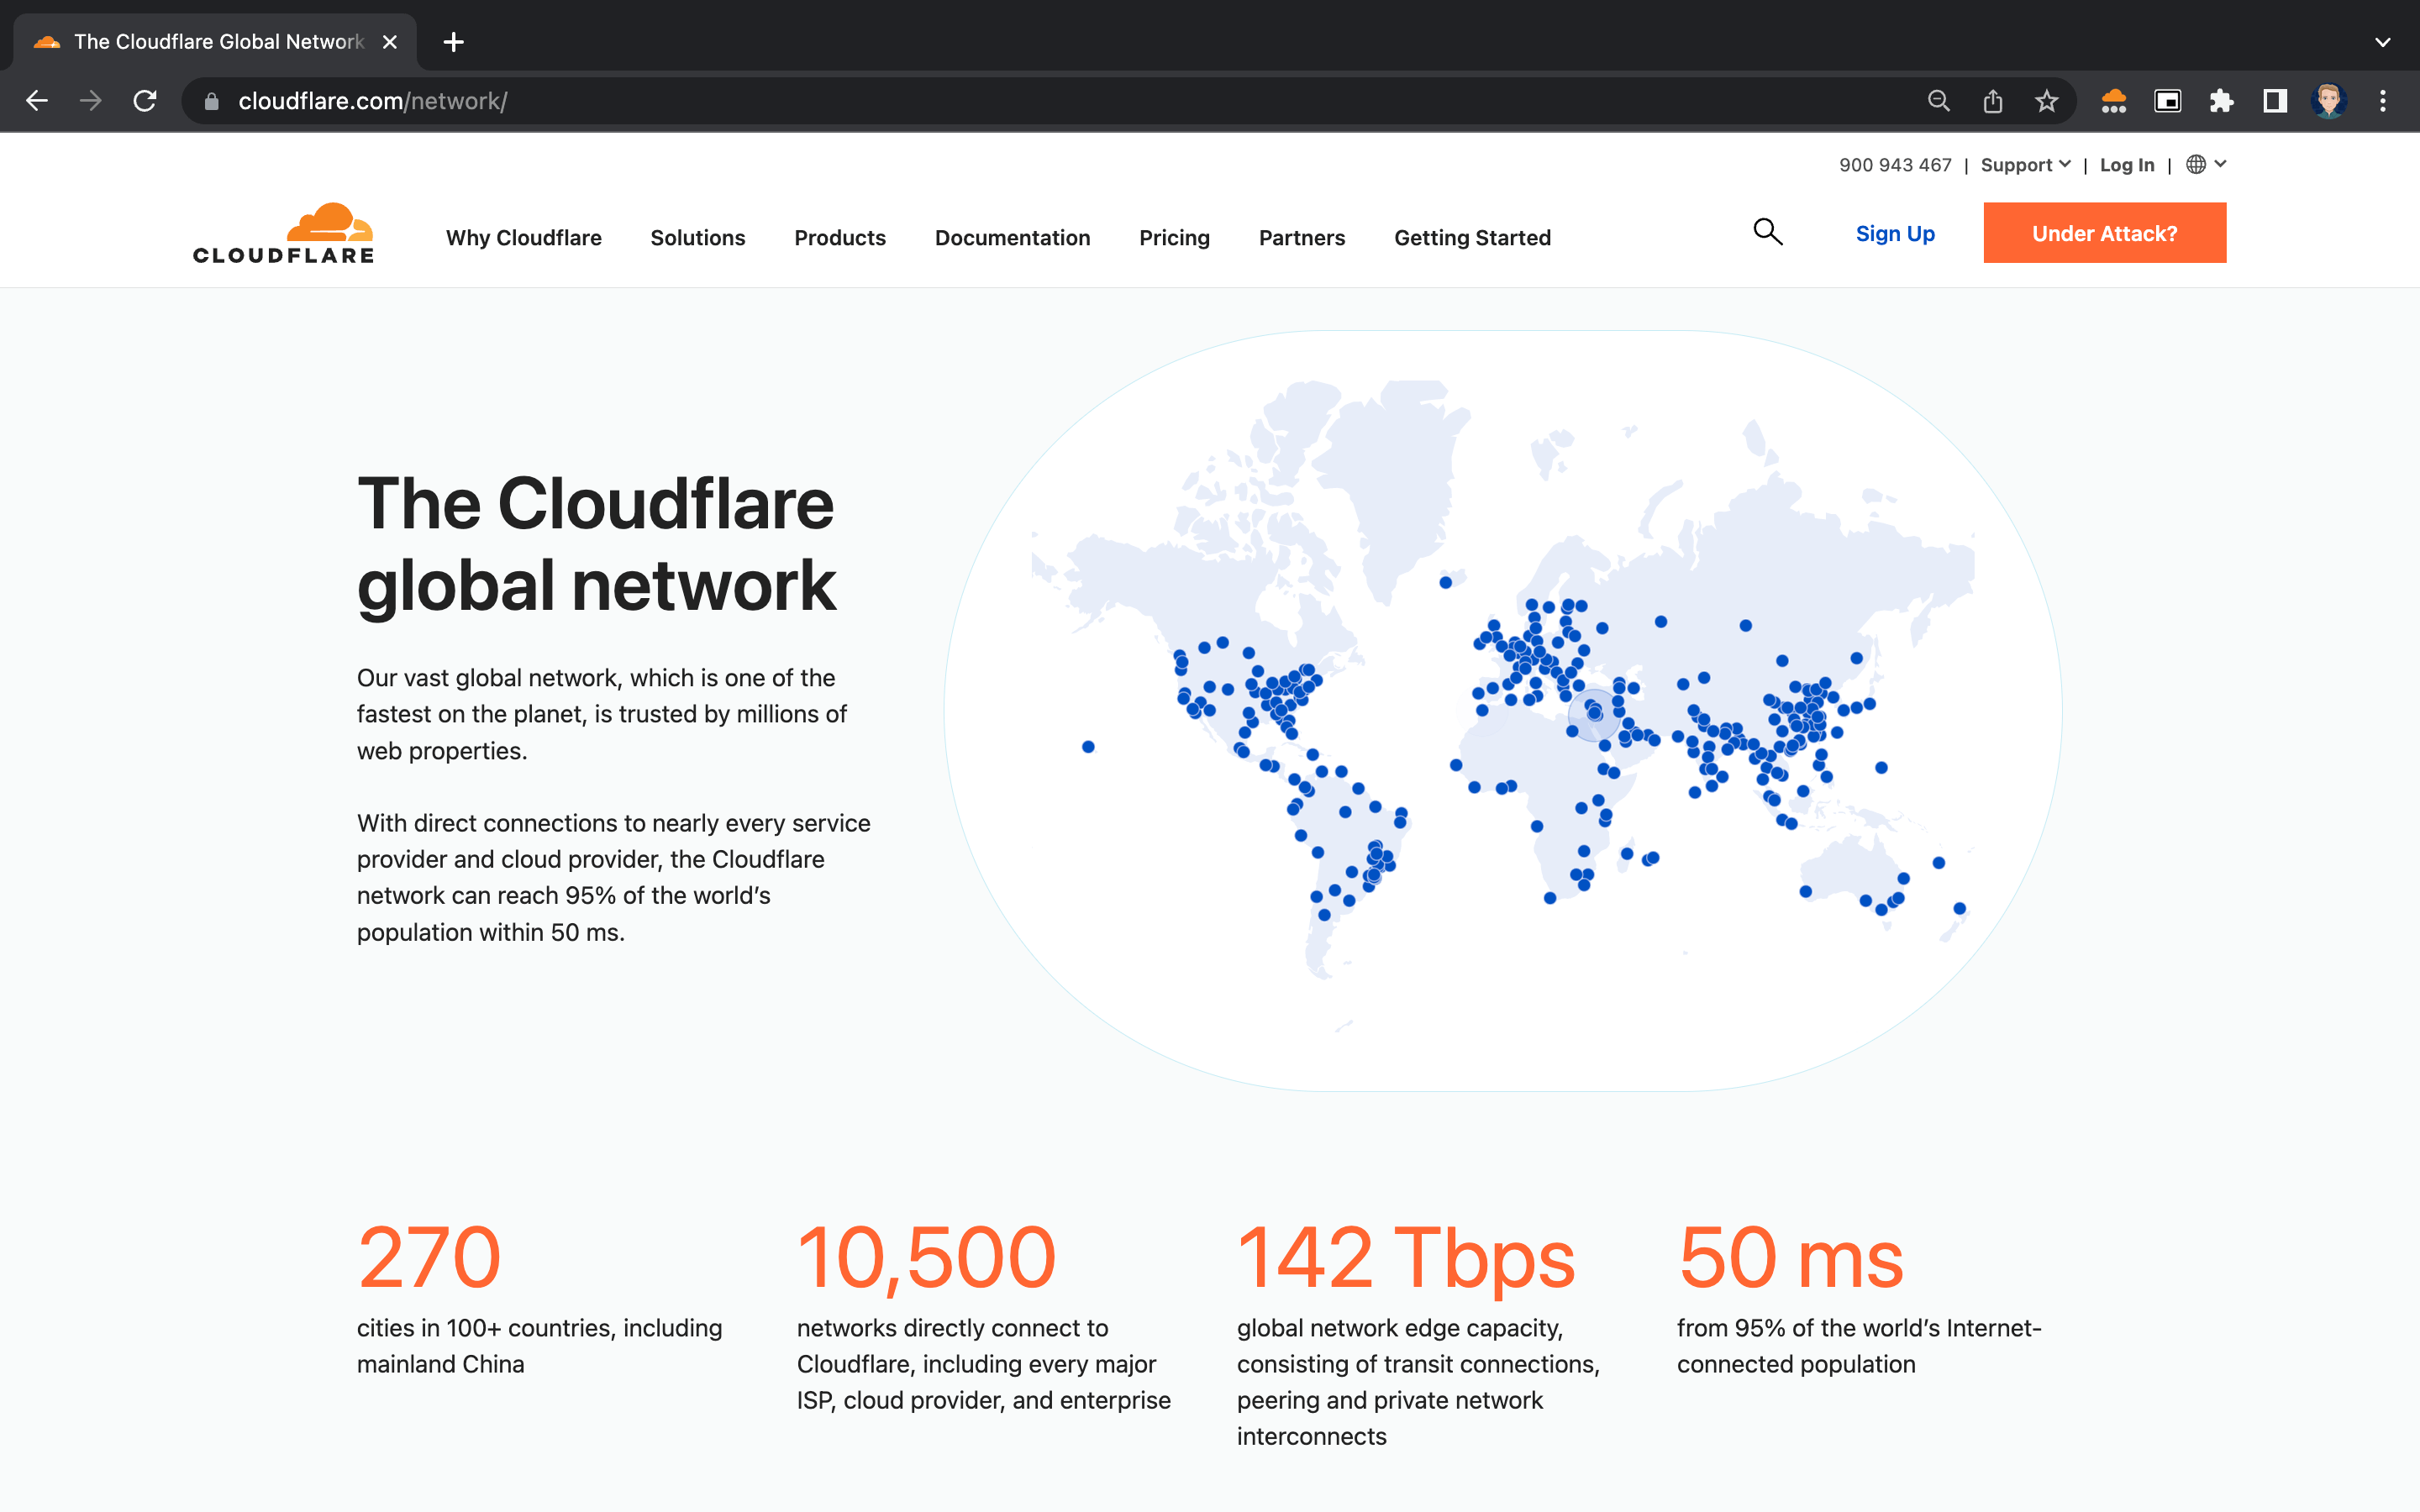 The Cloudflare Global Network
cloudflare.com/network/
900 943 467 | Support | Log In |
CLOUDFLARE
Why Cloudflare Solutions Products Documentation Pricing Partners Getting Started Sign Up Under Attack?
The Cloudflare
global network
Our vast global network, which is one of the
fastest on the planet, is trusted by millions of
web properties.
With direct connections to nearly every service
provider and cloud provider, the Cloudflare
network can reach 95% of the world’s
population within 50 ms.
270
cities in 100+ countries, including
mainland China
10,500
networks directly connect to
Cloudflare, including every major
ISP, cloud provider, and enterprise
142 Tbps
global network edge capacity,
consisting of transit connections,
peering and private network
interconnects
50 ms
from 95% of the world’s Internet-
connected population